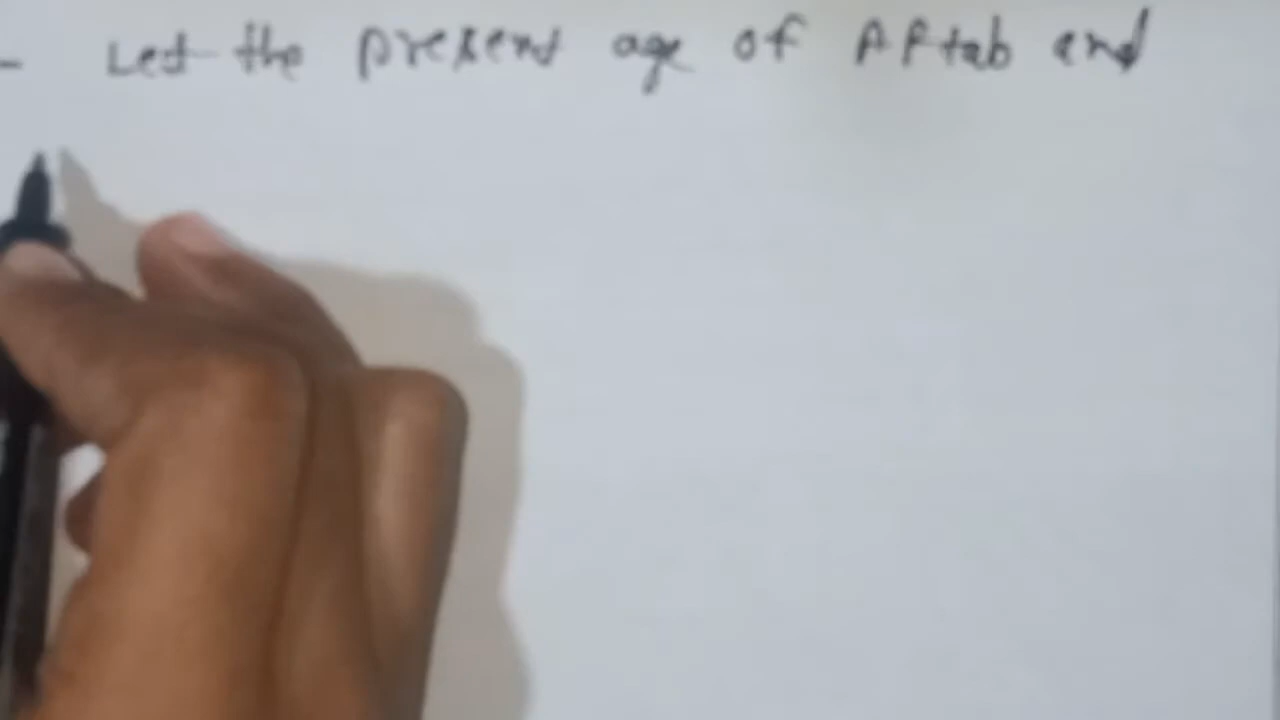 - Let the present age of Aftab and